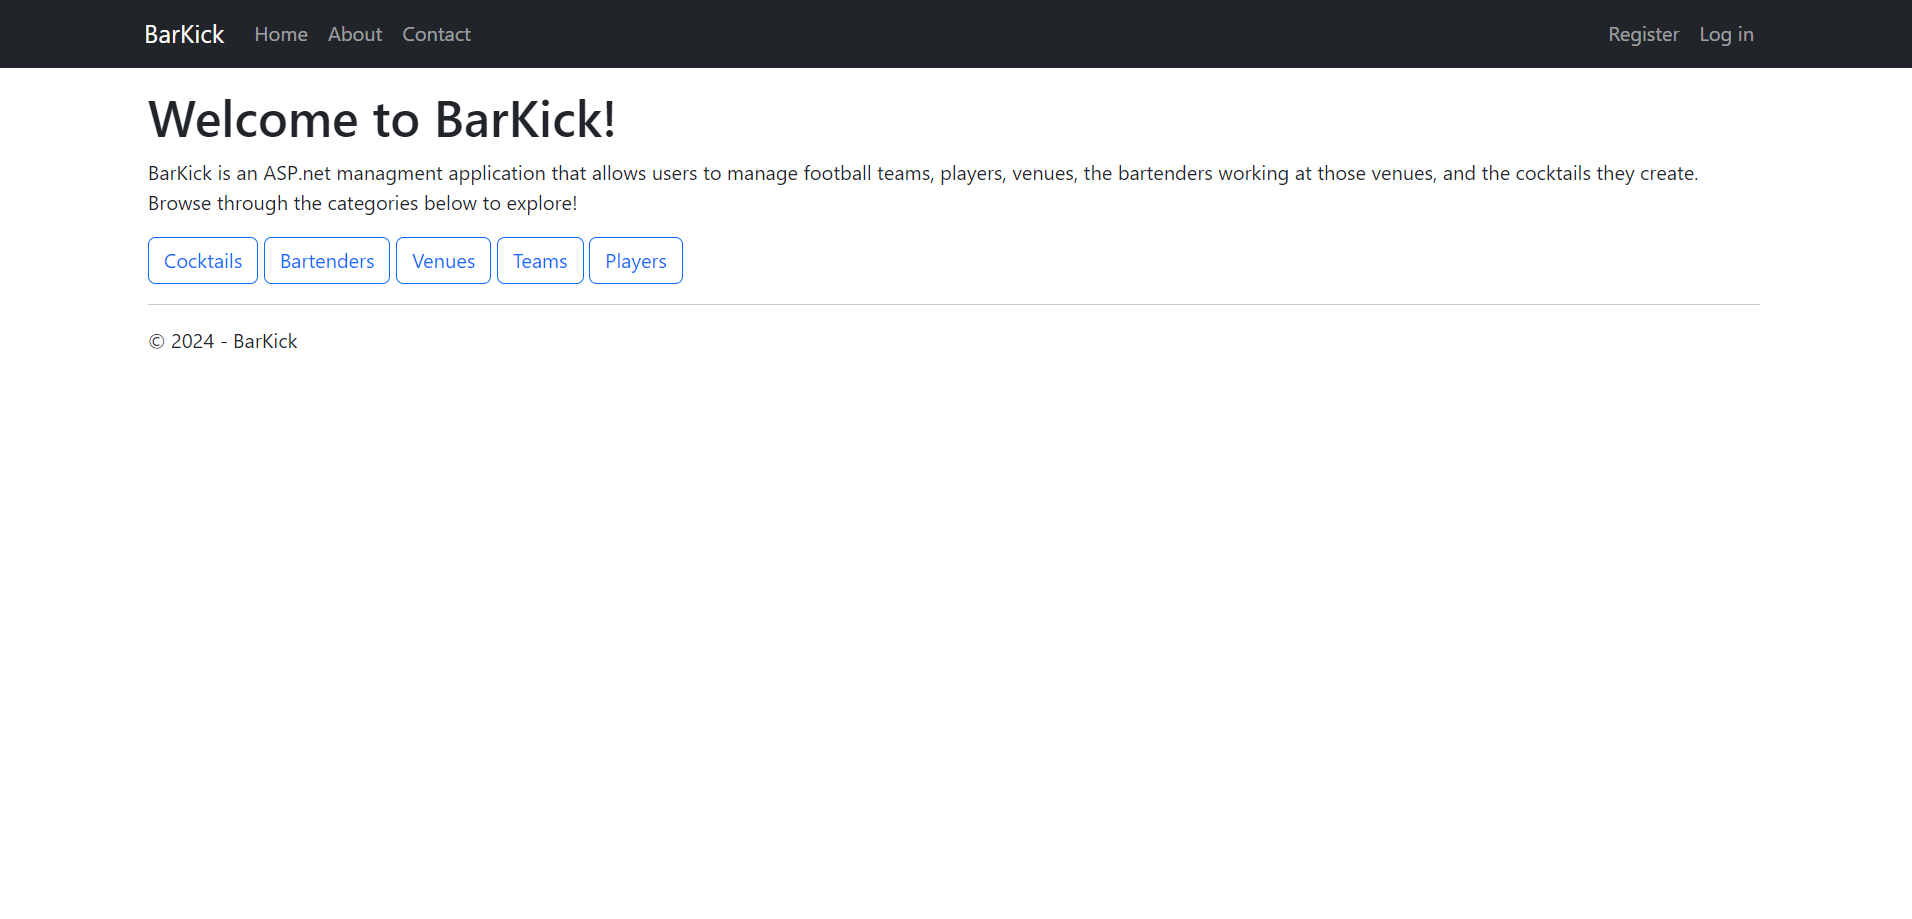 BarKick Home About Contact Register Log in
Welcome to BarKick!
BarKick is an ASP.net managment application that allows users to manage football teams, players, venues, the bartenders working at those venues, and the cocktails they create.
Browse through the categories below to explore!
Cocktails Bartenders Venues Teams Players
© 2024 - BarKick